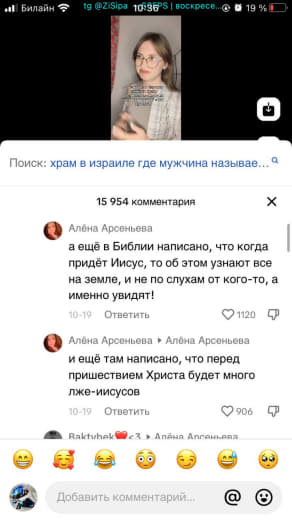 Билайн
tg @ZiSipa
10:36
SSEPS | воскресе...
19 %
Поиск: храм в израиле где мужчина называе...
15 954 комментария
Алёна Арсеньева
а ещё в Библии написано, что когда
придёт Иисус, то об этом узнают все
на земле, и не по слухам от кого-то, а
именно увидят!
10-19 Ответить 1120
Алёна Арсеньева ▸ Алёна Арсеньева
и ещё там написано, что перед
пришествием Христа будет много
лже-иисусов
10-19 Ответить 906
Baktybek❤️<3 ▸ Алёна Арсеньева
Добавить комментарий... @